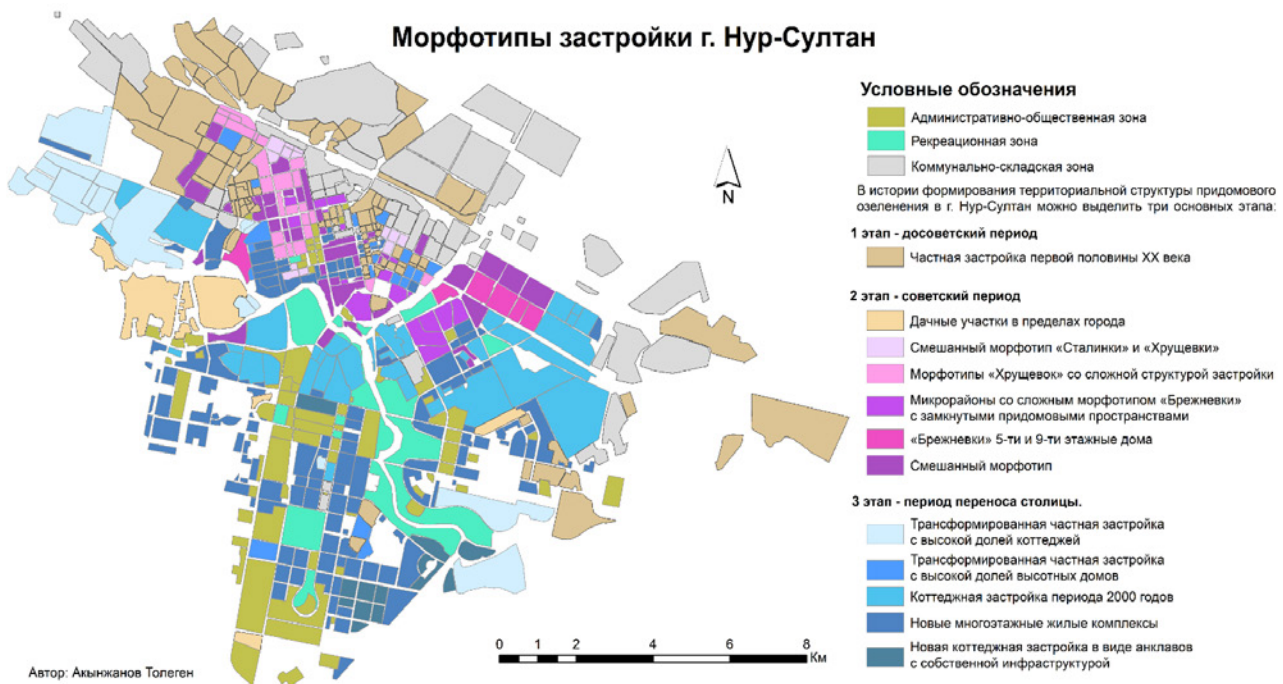 Морфотипы застройки г. Нур-Султан
Условные обозначения
Административно-общественная зона
Рекреационная зона
Коммунально-складская зона
В истории формирования территориальной структуры придомового
озеленения в г. Нур-Султан можно выделить три основных этапа:
1 этап - досоветский период
Частная застройка первой половины XX века
2 этап - советский период
Дачные участки в пределах города
Смешанный морфотип «Сталинки» и «Хрущевки»
Морфотипы «Хрущевок» со сложной структурой застройки
Микрорайоны со сложным морфотипом «Брежневки»
с замкнутыми придомовыми пространствами
«Брежневки» 5-ти и 9-ти этажные дома
Смешанный морфотип
3 этап - период переноса столицы.
Трансформированная частная застройка
с высокой долей коттеджей
Трансформированная частная застройка
с высокой долей высотных домов
Коттеджная застройка периода 2000 годов
Новые многоэтажные жилые комплексы
Новая коттеджная застройка в виде анклавов
с собственной инфраструктурой
N
0 1 2 4 6 8
Км
Автор: Акынжанов Толеген